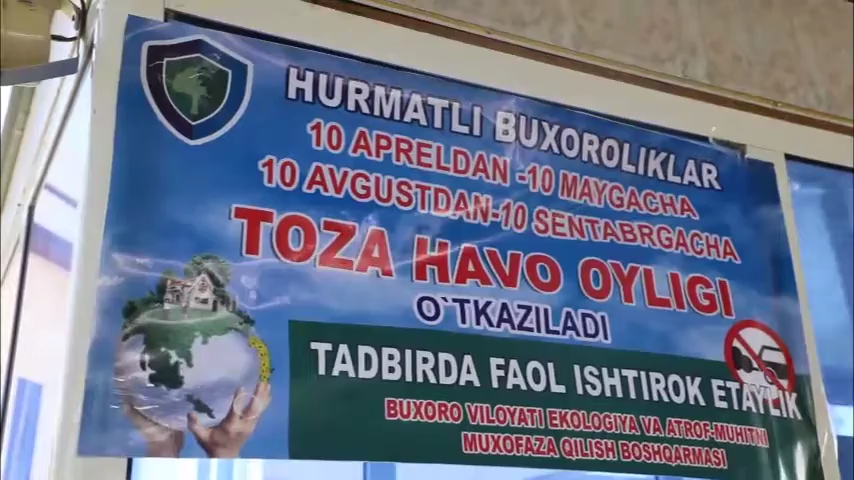 HURMATLI BUXOROLIKLAR
10 APRELDAN -10 MAYGACHA
10 AVGUSTDAN-10 SENTABRGACHA
TOZA HAVO OYLIGI
O`TKAZILADI
TADBIRDA FAOL ISHTIROK ETAYLIK
BUXORO VILOYATI EKOLOGIYA VA ATROF-MUHITNI
MUXOFAZA QILISH BOSHQARMASI